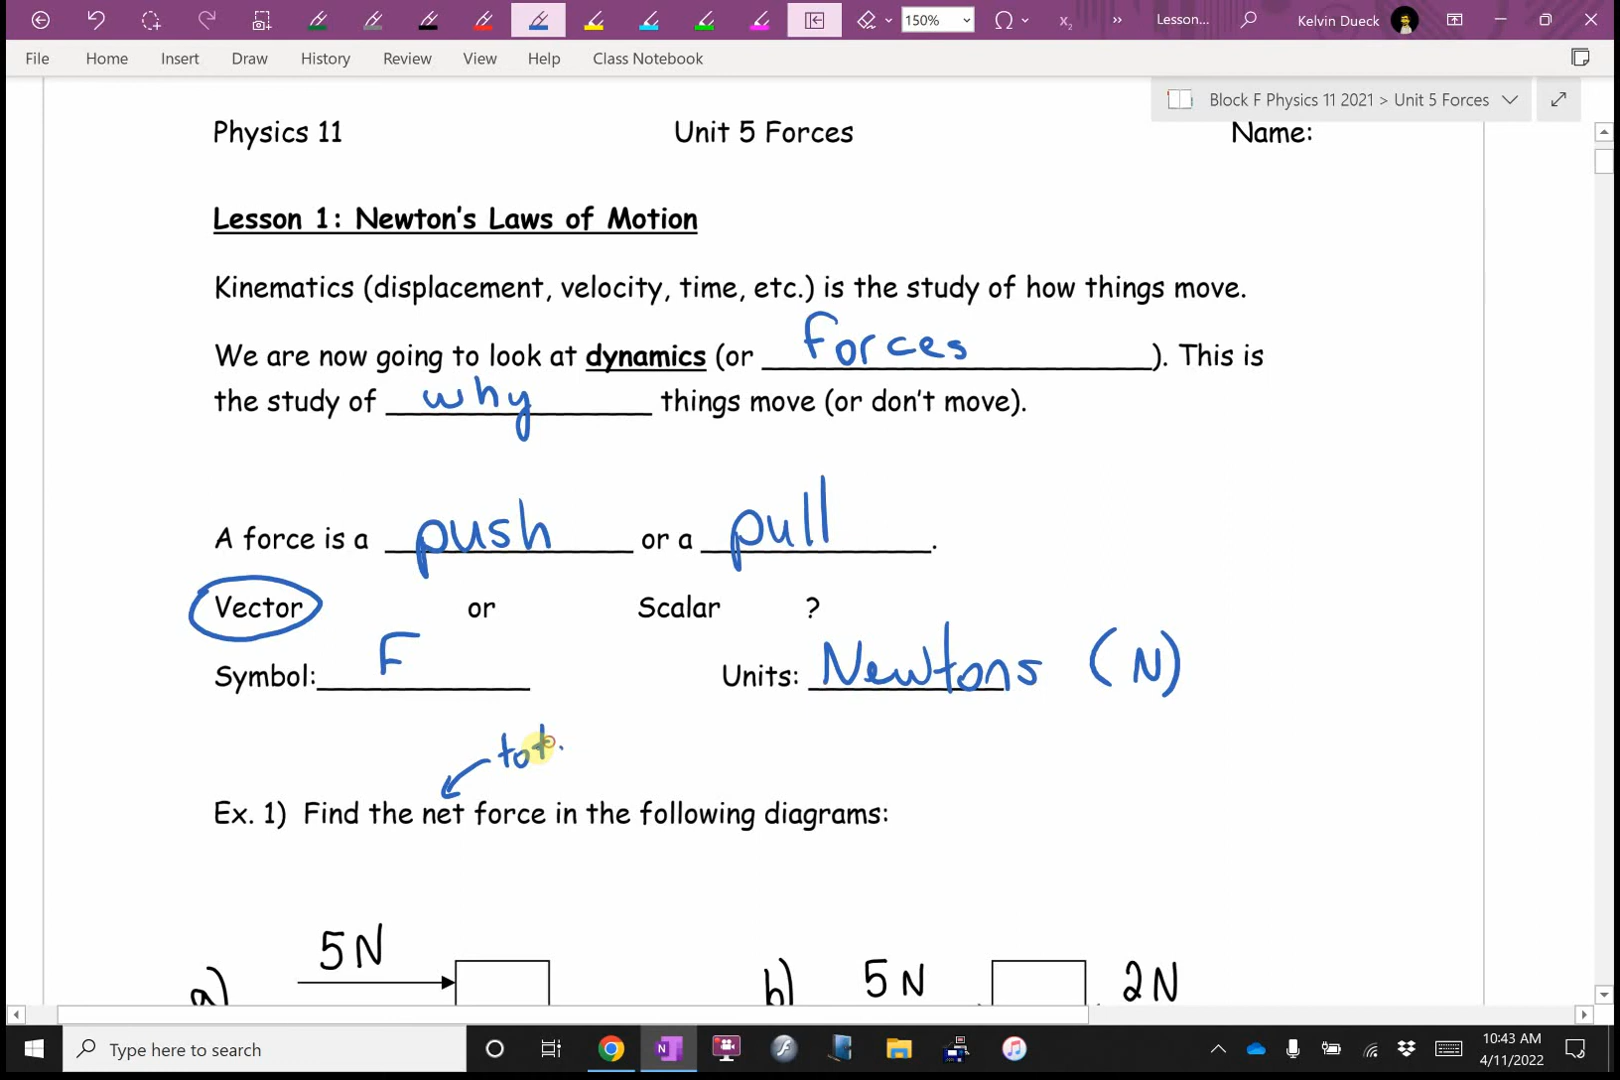 150%
x₂
Lesson...
Kelvin Dueck
File Home Insert Draw History Review View Help Class Notebook
Block F Physics 11 2021 > Unit 5 Forces
Physics 11 Unit 5 Forces Name:
Lesson 1: Newton's Laws of Motion
Kinematics (displacement, velocity, time, etc.) is the study of how things move.
We are now going to look at dynamics (or forces). This is
the study of why things move (or don't move).
A force is a push or a pull.
Vector or Scalar ?
Symbol: F Units: Newtons (N)
tot
Ex. 1) Find the net force in the following diagrams:
a) 5N b) 5N 2N
Type here to search
10:43 AM
4/11/2022